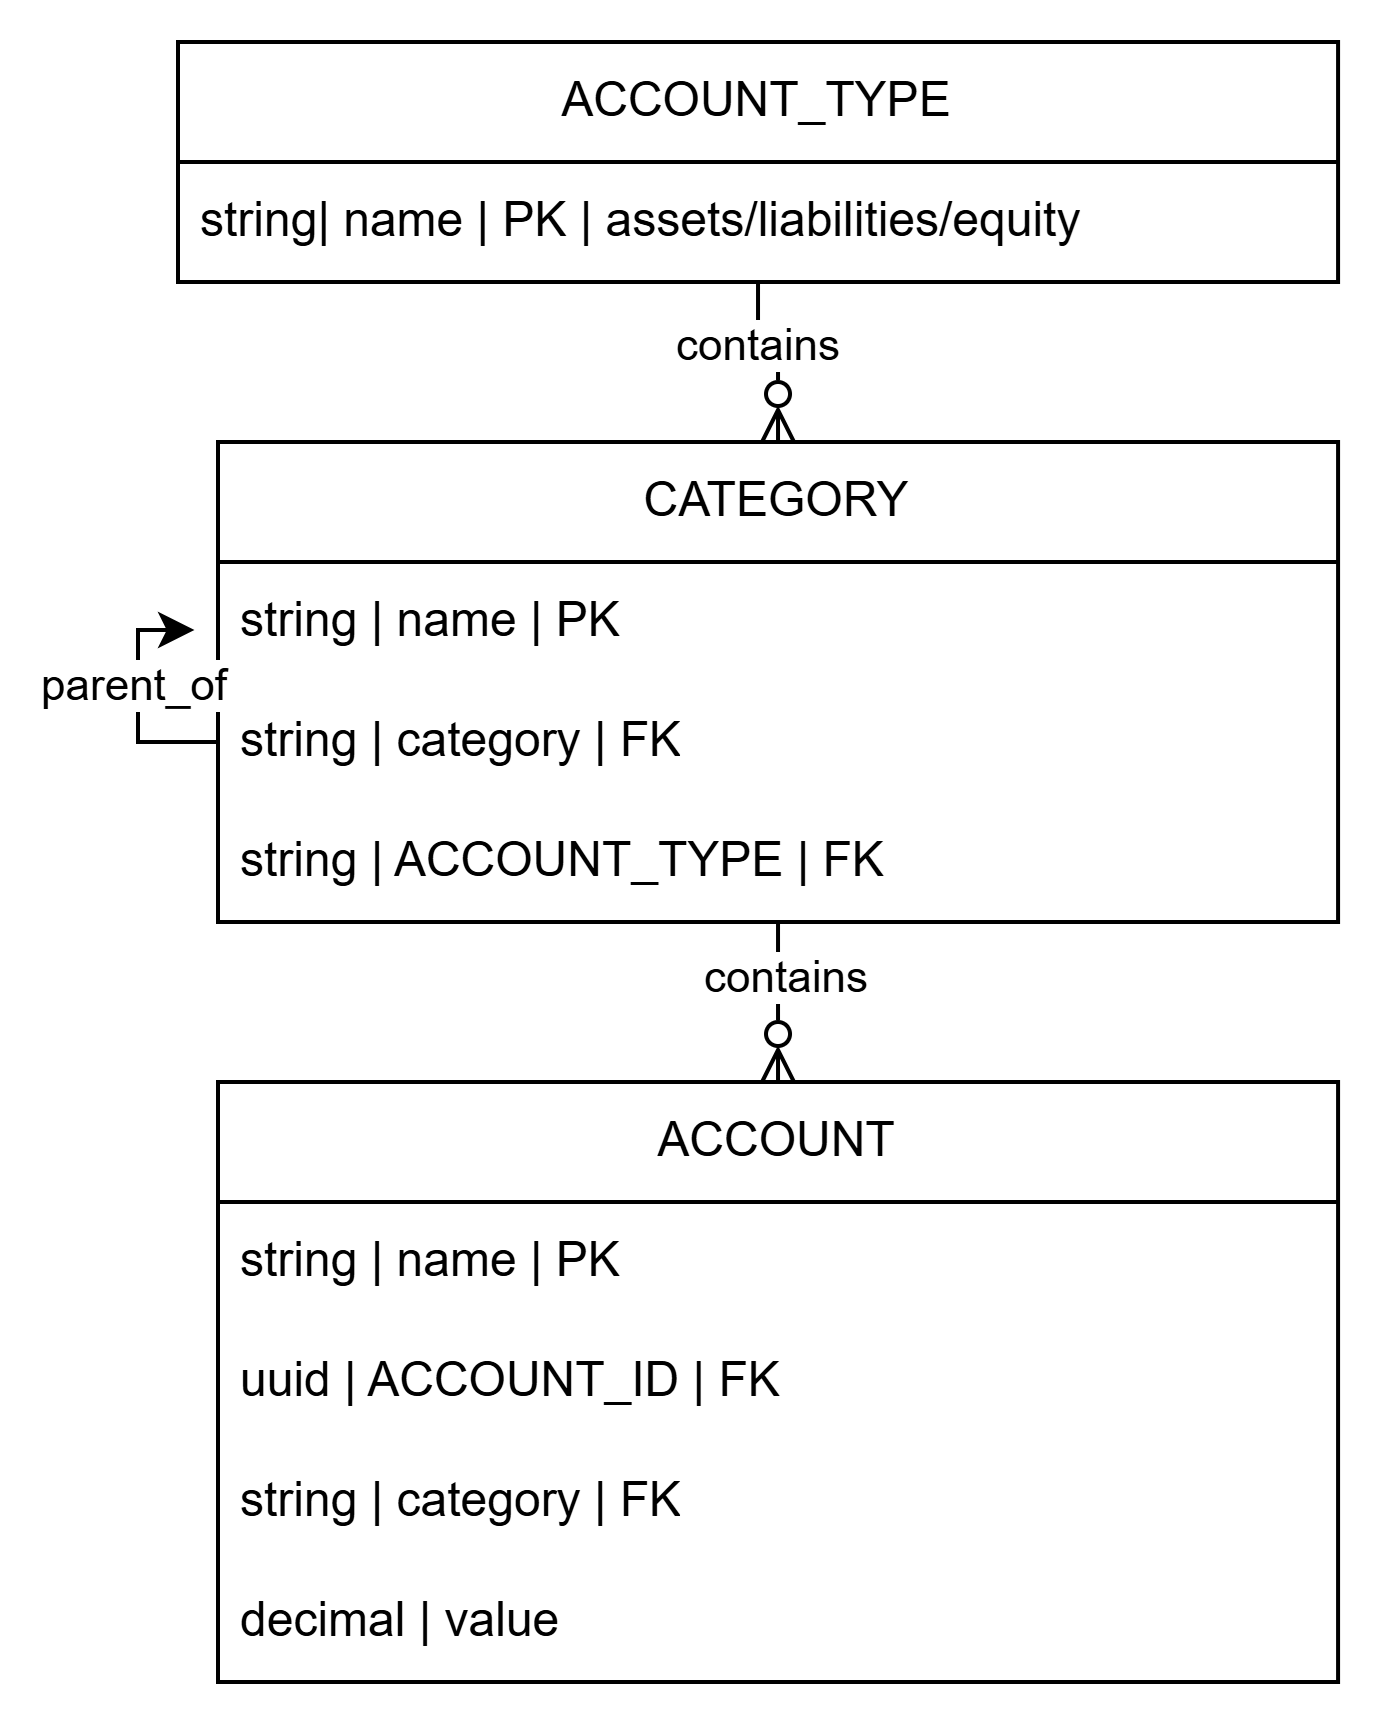 ACCOUNT_TYPE
string| name | PK | assets/liabilities/equity
contains
CATEGORY
string | name | PK
parent_of
string | category | FK
string | ACCOUNT_TYPE | FK
contains
ACCOUNT
string | name | PK
uuid | ACCOUNT_ID | FK
string | category | FK
decimal | value